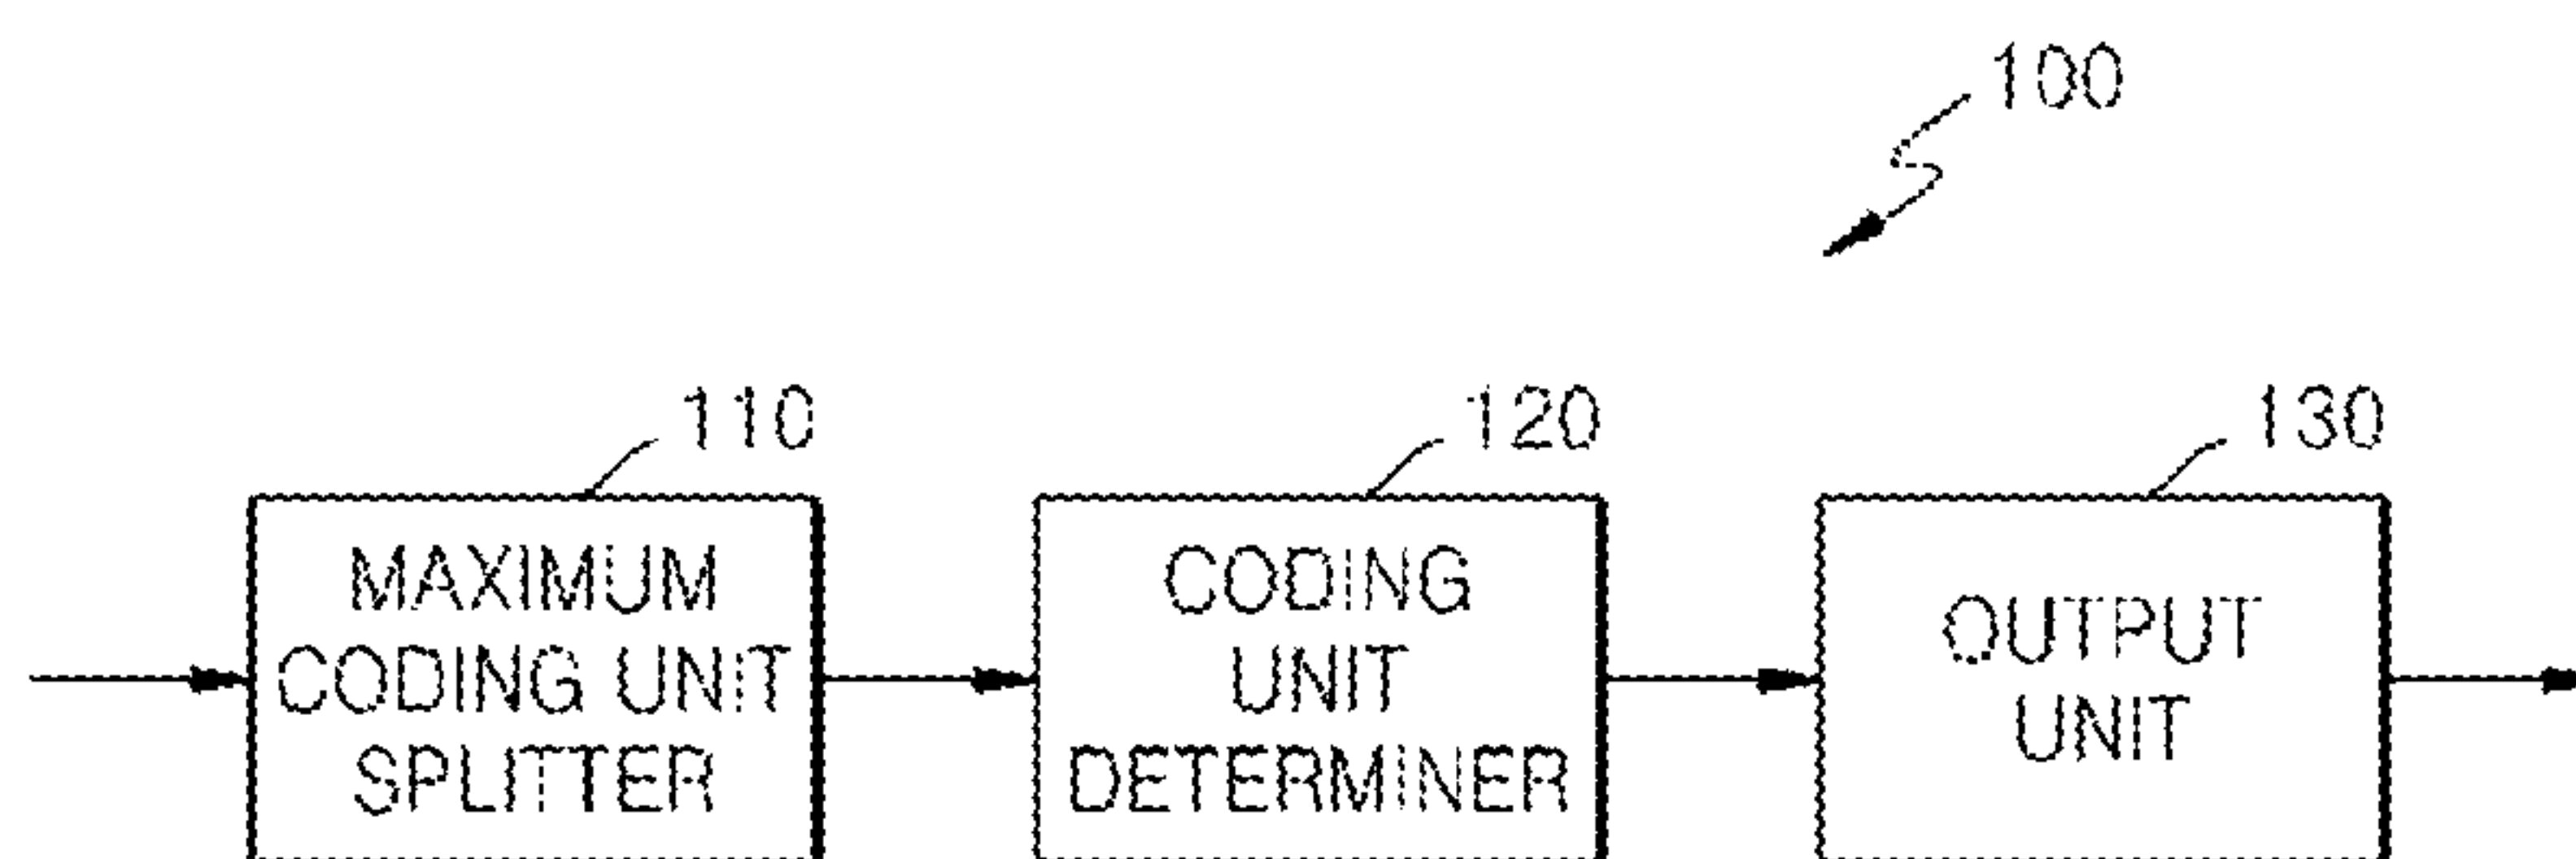 100
110
120
130
MAXIMUM
CODING UNIT
SPLITTER
CODING
UNIT
DETERMINER
OUTPUT
UNIT